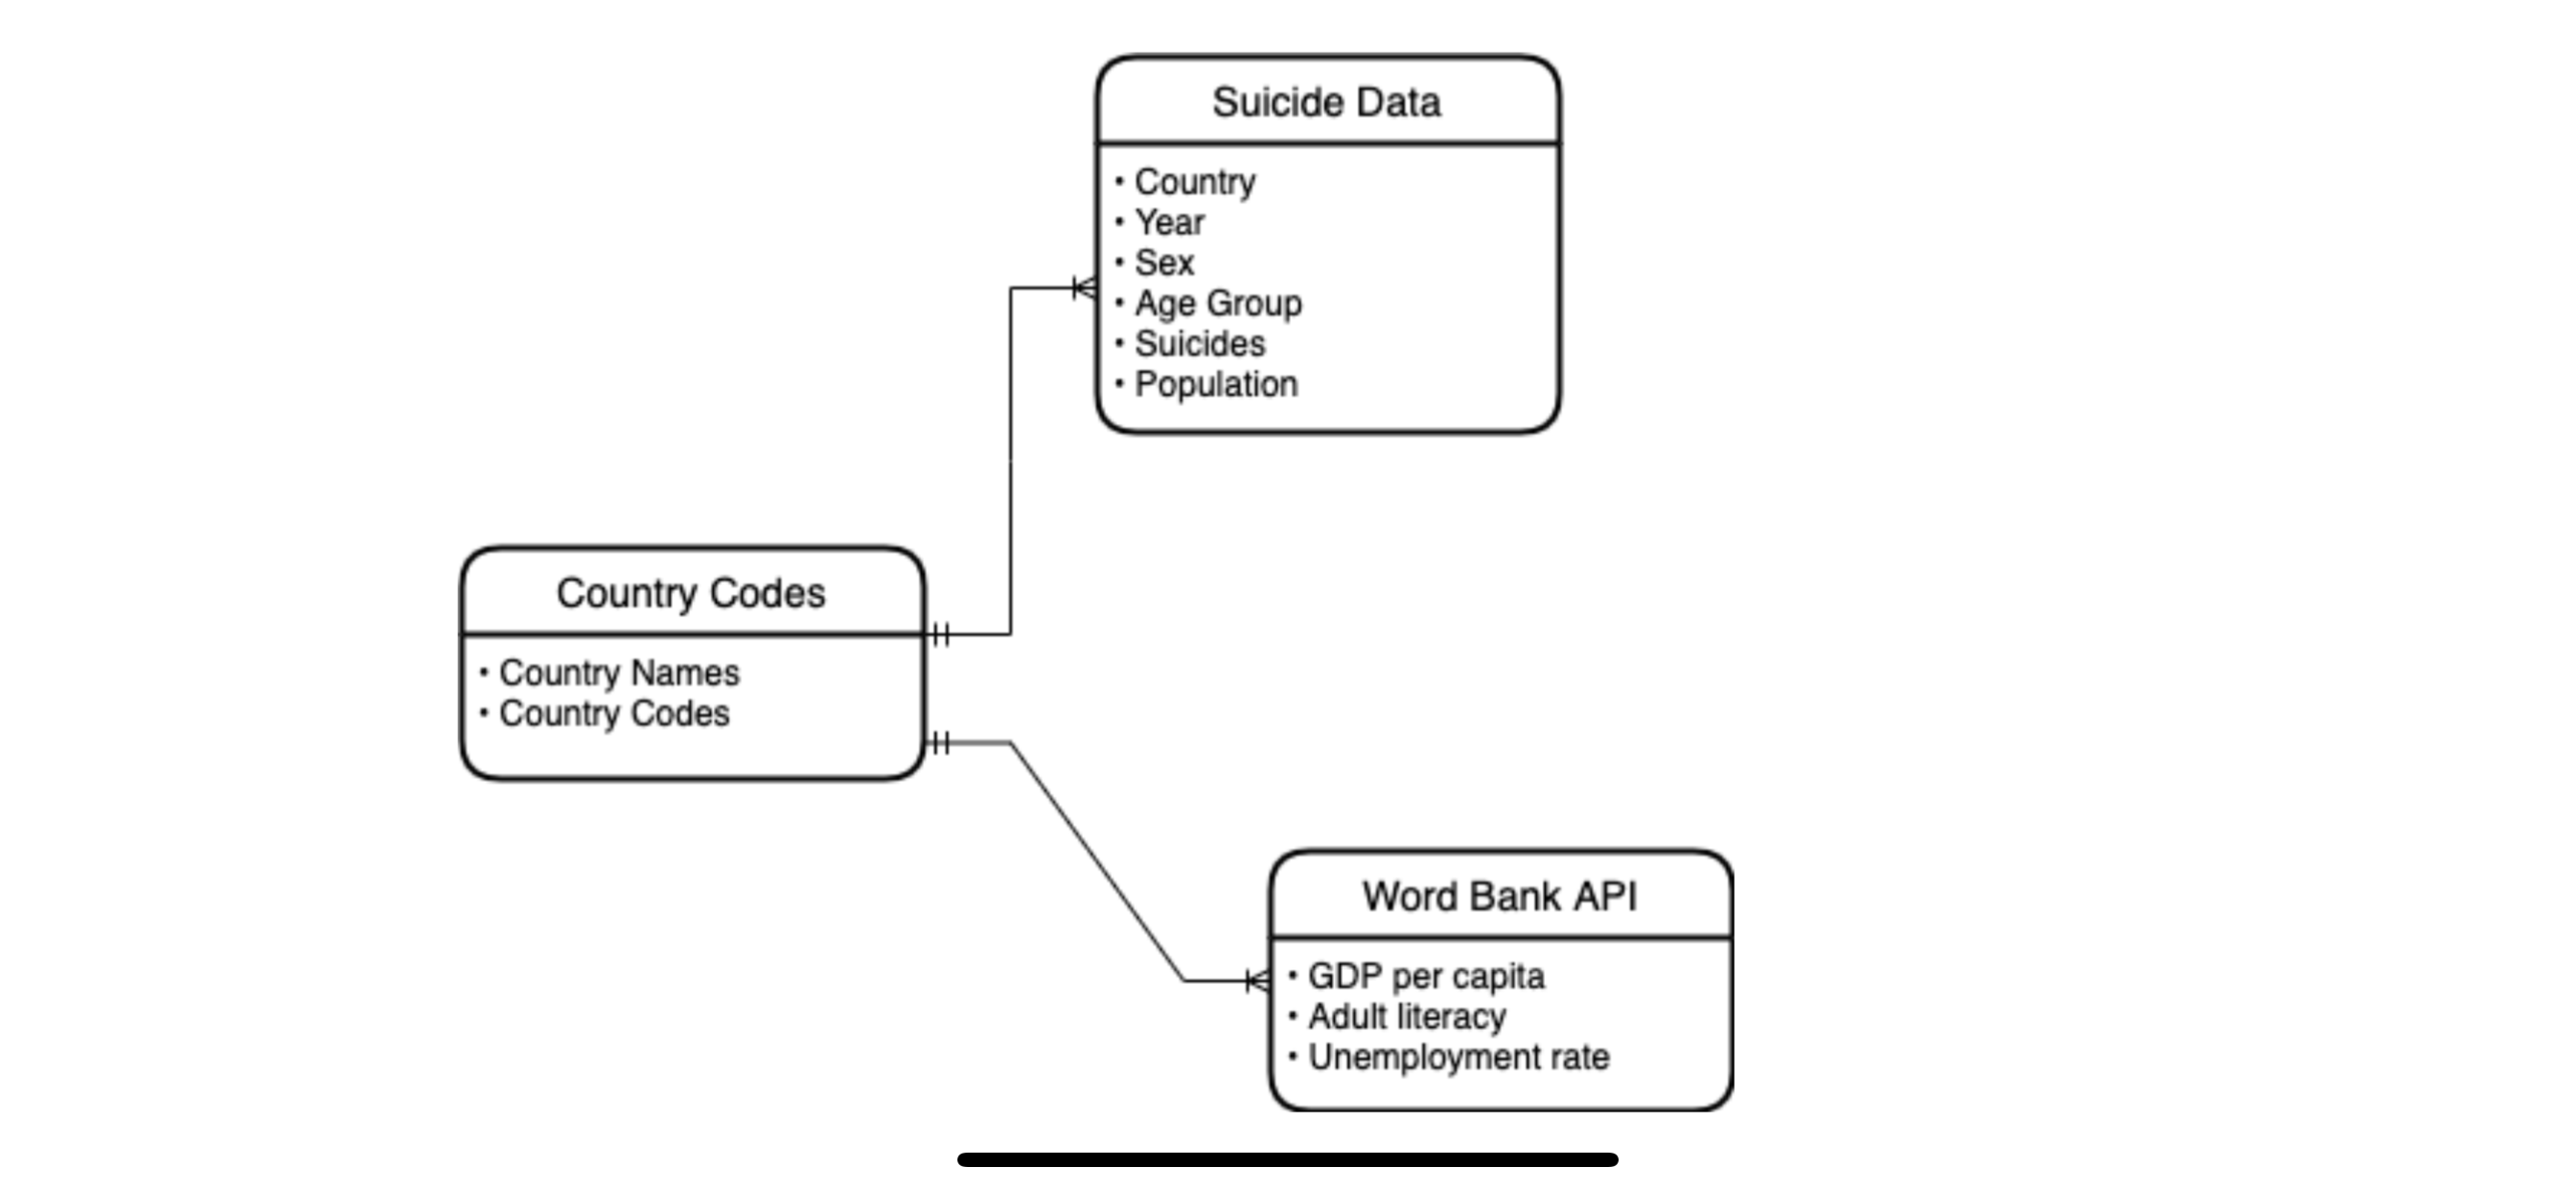 Suicide Data
• Country
• Year
• Sex
• Age Group
• Suicides
• Population
Country Codes
• Country Names
• Country Codes
Word Bank API
• GDP per capita
• Adult literacy
• Unemployment rate